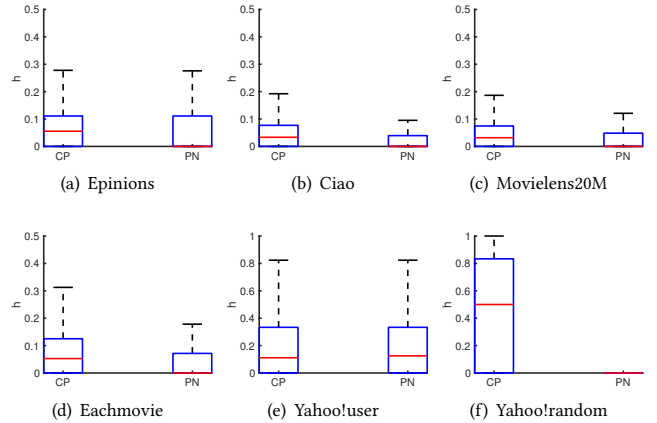 0.5
0.4
0.3
0.2
0.1
0
h
CP
PN
(a) Epinions
0.5
0.4
0.3
0.2
0.1
0
h
CP
PN
(b) Ciao
0.5
0.4
0.3
0.2
0.1
0
h
CP
PN
(c) Movielens20M
0.5
0.4
0.3
0.2
0.1
0
h
CP
PN
(d) Eachmovie
1
0.8
0.6
0.4
0.2
0
h
CP
PN
(e) Yahoo!user
1
0.8
0.6
0.4
0.2
0
h
CP
PN
(f) Yahoo!random